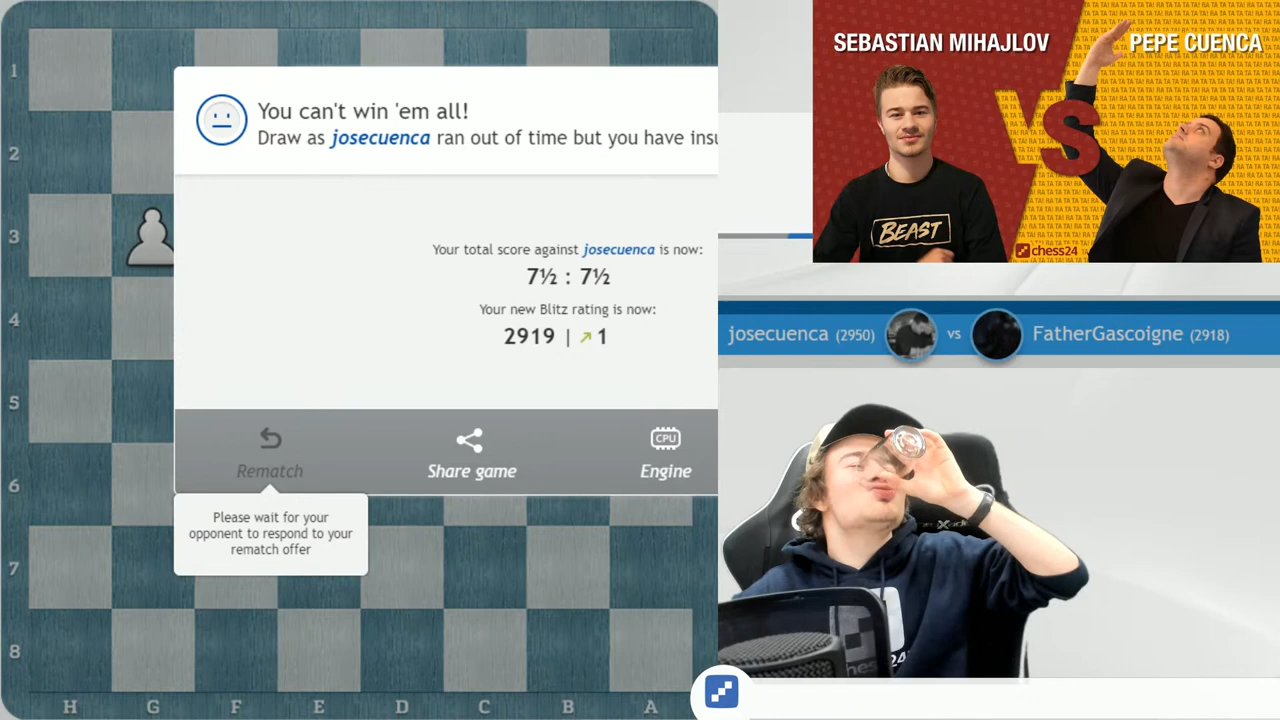 1
2
3
4
5
6
7
8
H G F E D C B A
You can't win 'em all!
Draw as josecuenca ran out of time but you have insu
Your total score against josecuenca is now:
7½ : 7½
Your new Blitz rating is now:
2919 | 1
Rematch
Share game
CPU
Engine
Please wait for your
opponent to respond to your
rematch offer
SEBASTIAN MIHAJLOV
VS
PEPE CUENCA
BEAST
chess24
josecuenca (2950) vs FatherGascoigne (2918)